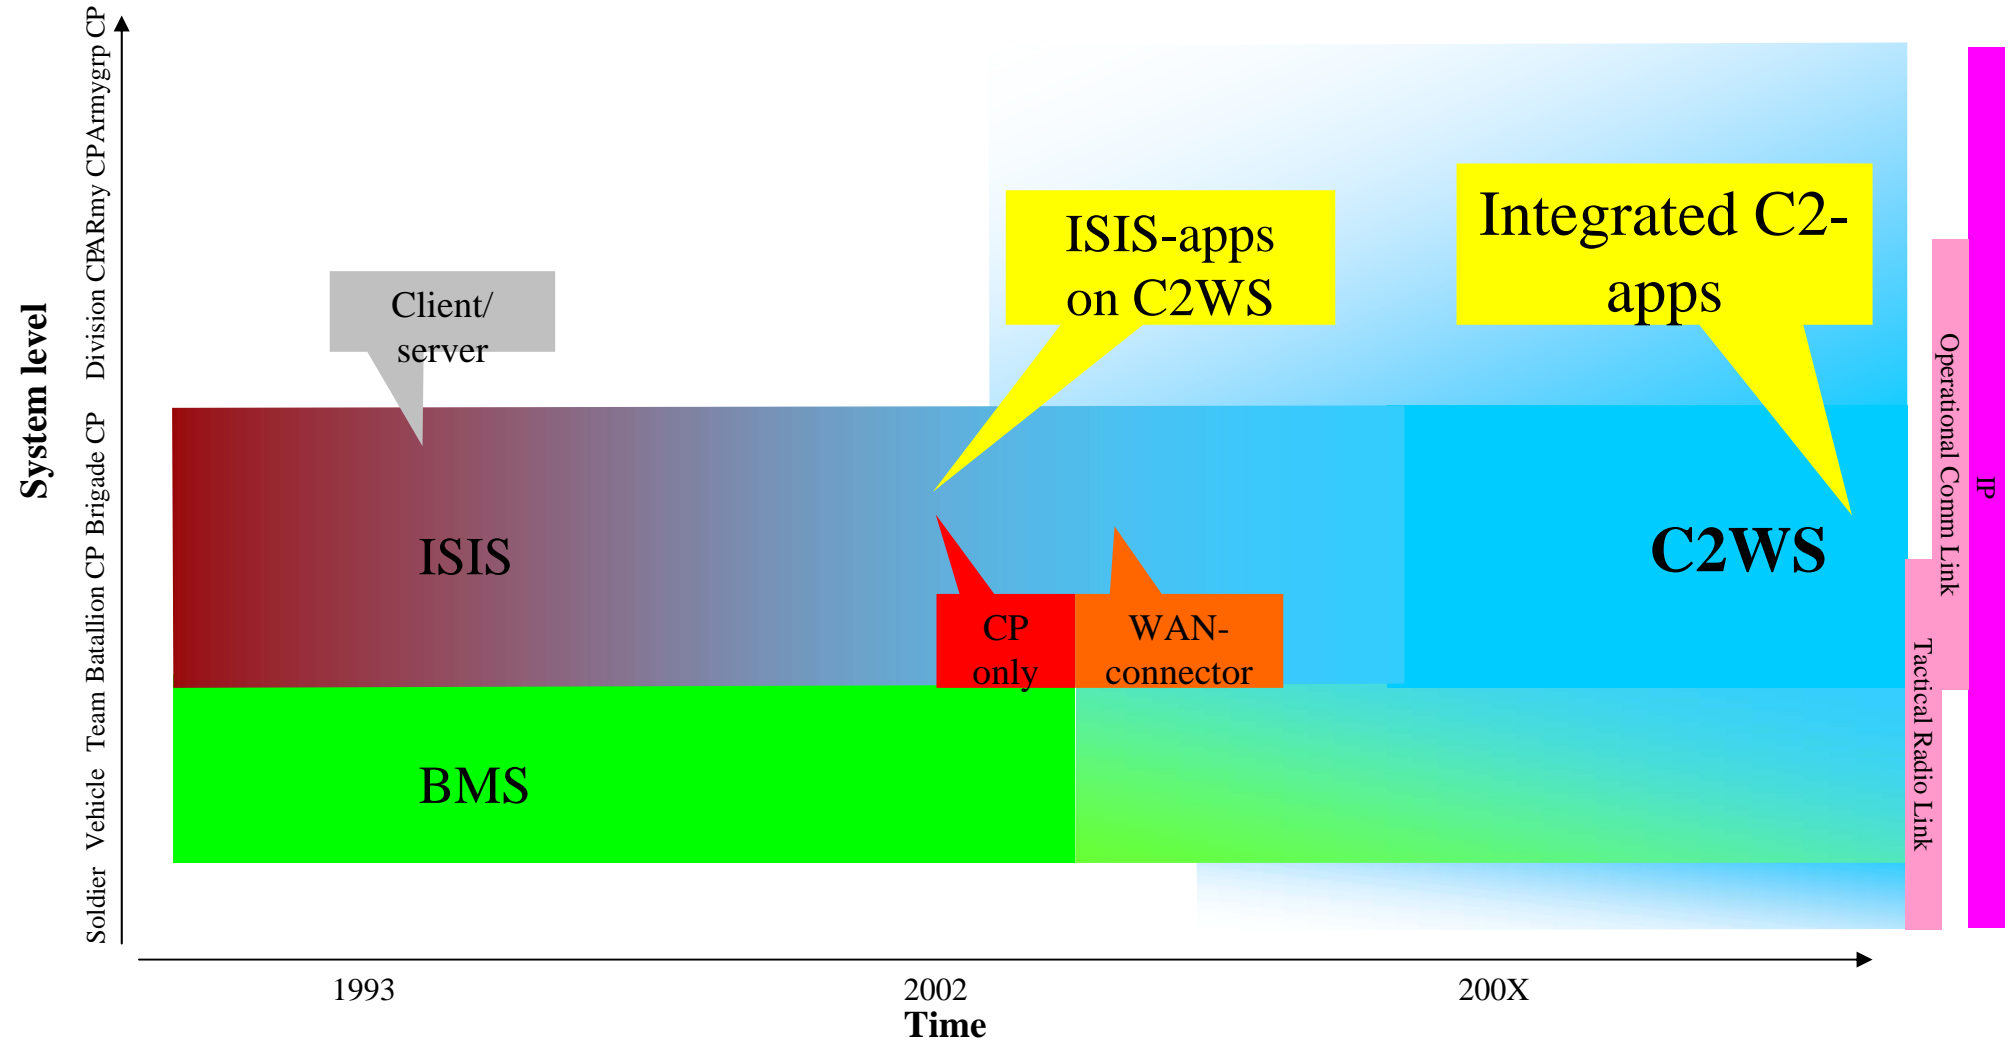 System level
Soldier Vehicle Team Batallion CP Brigade CP Division CPARmy CP Armygrp CP
Client/
server
ISIS-apps
on C2WS
Integrated C2-
apps
ISIS
C2WS
CP
only
WAN-
connector
BMS
Operational Comm Link
Tactical Radio Link
IP
1993
2002
200X
Time